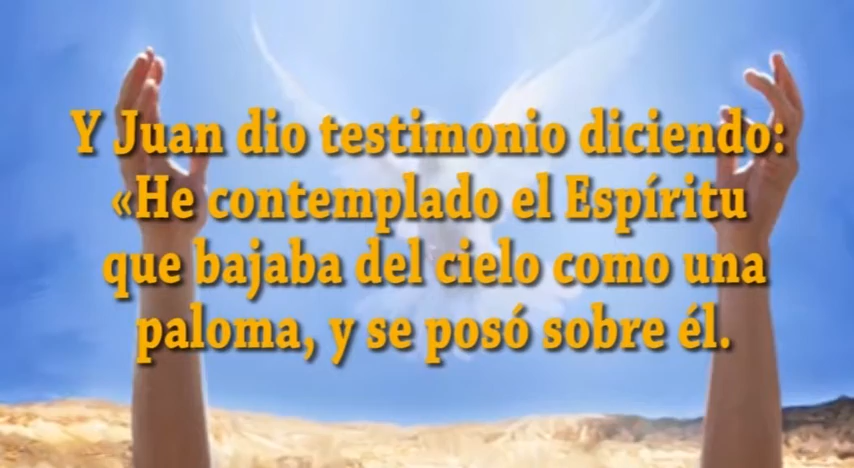 Y Juan dio testimonio diciendo:
«He contemplado el Espíritu
que bajaba del cielo como una
paloma, y se posó sobre él.